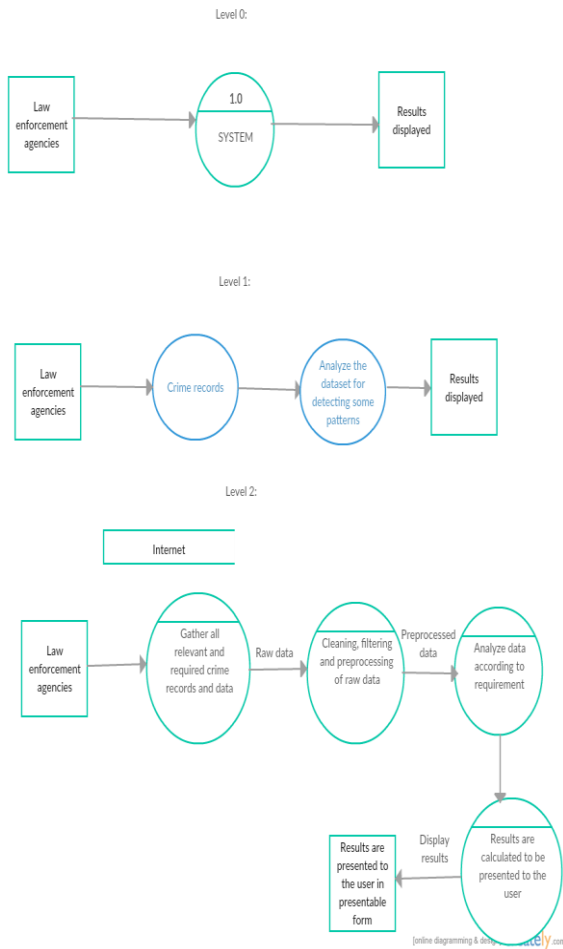 Level 0:
Law
enforcement
agencies
1.0
SYSTEM
Results
displayed
Level 1:
Law
enforcement
agencies
Crime records
Analyze the
dataset for
detecting some
patterns
Results
displayed
Level 2:
Internet
Law
enforcement
agencies
Gather all
relevant and
required crime
records and data
Raw data
Cleaning, filtering
and preprocessing
of raw data
Preprocessed
data
Analyze data
according to
requirement
Results are
calculated to be
presented to the
user
Display
results
Results are
presented to
the user in
presentable
form
[online diagramming &